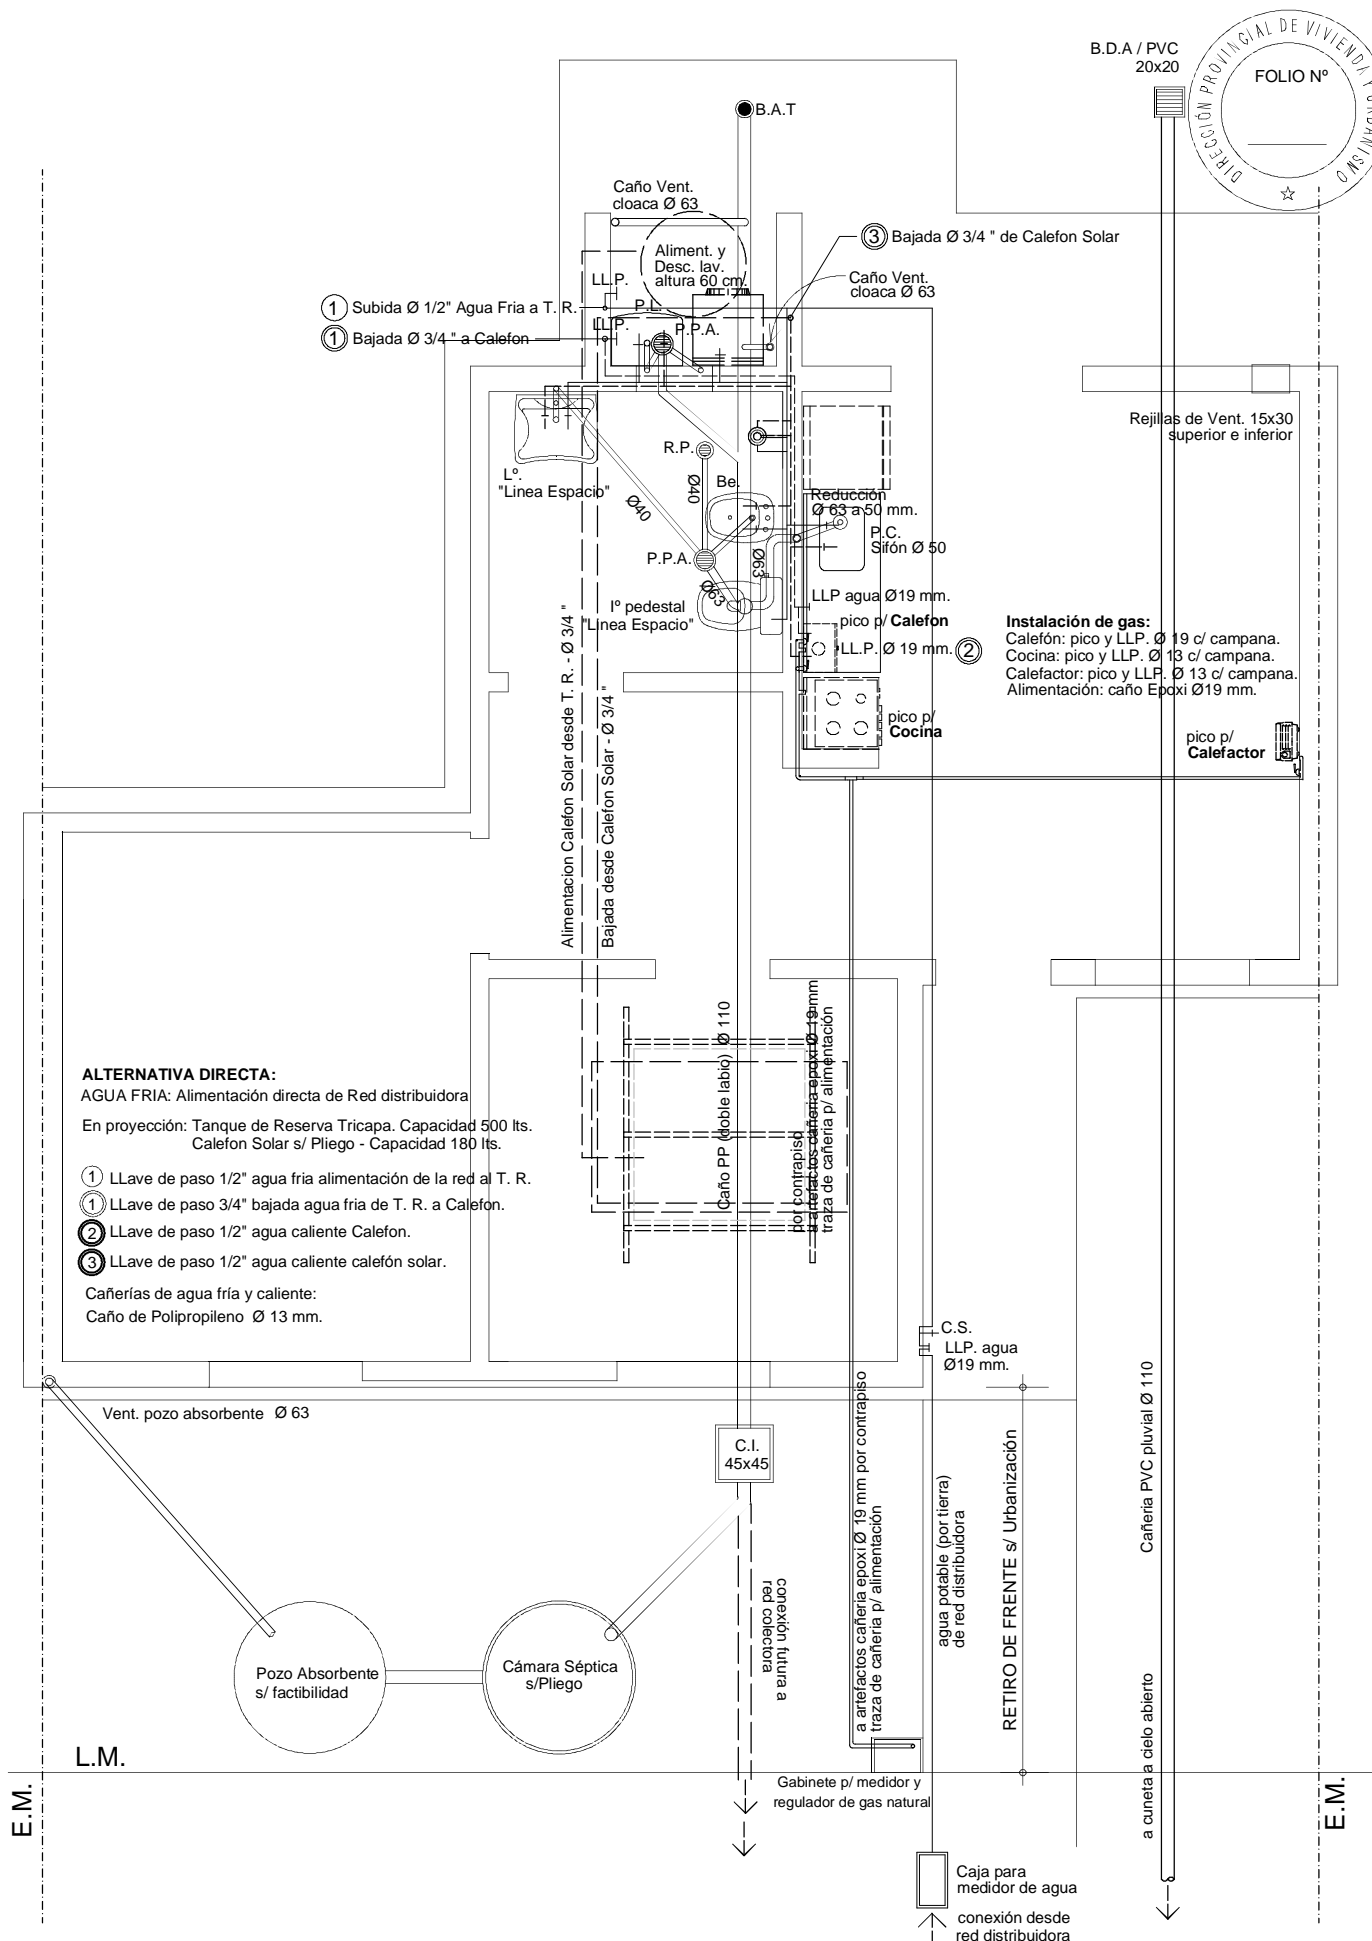 B.D.A / PVC
20x20
DIRECCIÓN PROVINCIAL DE VIVIENDA Y URBANISMO
FOLIO Nº
B.A.T
Caño Vent.
cloaca Ø 63
3 Bajada Ø 3/4 " de Calefon Solar
Aliment. y
Desc. lav.
altura 60 cm.
Caño Vent.
cloaca Ø 63
LL.P.
1 Subida Ø 1/2" Agua Fria a T. R.
P.L.
LL.P.
P.P.A.
1 Bajada Ø 3/4 " a Calefon
Rejillas de Vent. 15x30
superior e inferior
R.P.
Lº.
"Linea Espacio"
Ø40
Ø40
Be.
Reducción
Ø 63 a 50 mm.
P.C.
Sifón Ø 50
P.P.A.
Ø63
Ø63
LLP agua Ø19 mm.
Iº pedestal
"Linea Espacio"
pico p/ Calefon
LL.P. Ø 19 mm. 2
Instalación de gas:
Calefón: pico y LLP. Ø 19 c/ campana.
Cocina: pico y LLP. Ø 13 c/ campana.
Calefactor: pico y LLP. Ø 13 c/ campana.
Alimentación: caño Epoxi Ø19 mm.
pico p/
Cocina
pico p/
Calefactor
Alimentacion Calefon Solar desde T. R. - Ø 3/4 "
Bajada desde Calefon Solar - Ø 3/4 "
Caño PP (doble labio) Ø 110
por contrapiso
a artefactos cañeria epoxi Ø 19 mm
traza de cañeria p/ alimentación
ALTERNATIVA DIRECTA:
AGUA FRIA: Alimentación directa de Red distribuidora
En proyección: Tanque de Reserva Tricapa. Capacidad 500 lts.
Calefon Solar s/ Pliego - Capacidad 180 lts.
1 LLave de paso 1/2" agua fria alimentación de la red al T. R.
1 LLave de paso 3/4" bajada agua fria de T. R. a Calefon.
2 LLave de paso 1/2" agua caliente Calefon.
3 LLave de paso 1/2" agua caliente calefón solar.
Cañerías de agua fría y caliente:
Caño de Polipropileno Ø 13 mm.
C.S.
LLP. agua
Ø19 mm.
Vent. pozo absorbente Ø 63
C.I.
45x45
a artefactos cañeria epoxi Ø 19 mm por contrapiso
traza de cañeria p/ alimentación
agua potable (por tierra)
de red distribuidora
RETIRO DE FRENTE s/ Urbanización
Cañeria PVC pluvial Ø 110
a cuneta a cielo abierto
conexión futura a
red colectora
Pozo Absorbente
s/ factibilidad
Cámara Séptica
s/Pliego
L.M.
E.M.
E.M.
Gabinete p/ medidor y
regulador de gas natural
Caja para
medidor de agua
conexión desde
red distribuidora